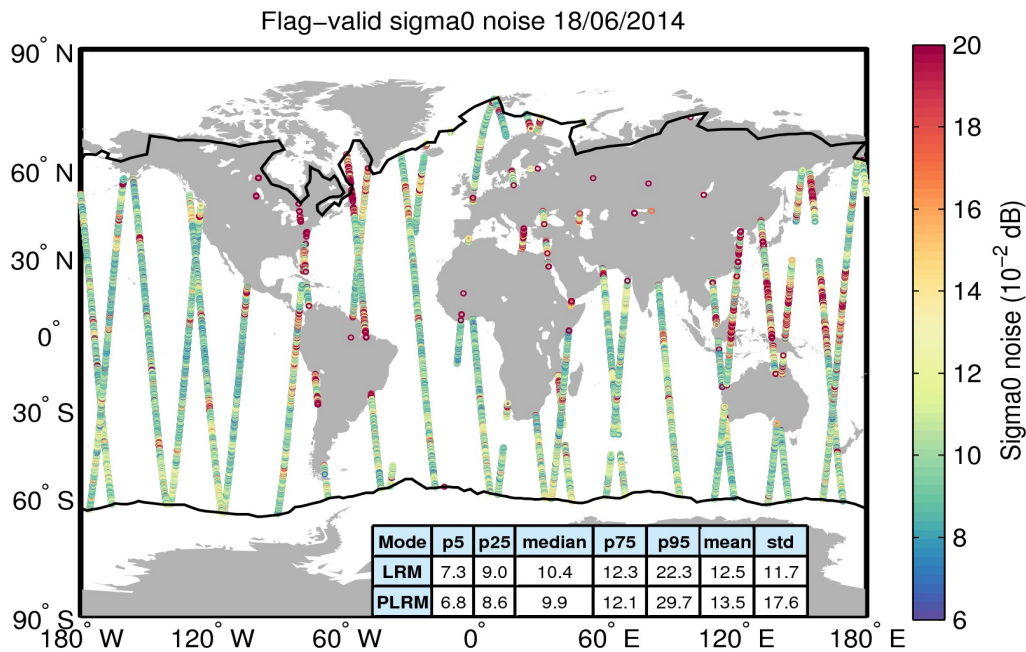 Flag−valid sigma0 noise 18/06/2014
90° N
60° N
30° N
0°
30° S
60° S
90° S
180° W
120° W
60° W
0°
60° E
120° E
180° E
Mode p5 p25 median p75 p95 mean std
LRM 7.3 9.0 10.4 12.3 22.3 12.5 11.7
PLRM 6.8 8.6 9.9 12.1 29.7 13.5 17.6
20
18
16
14
12
10
8
6
Sigma0 noise (10⁻² dB)